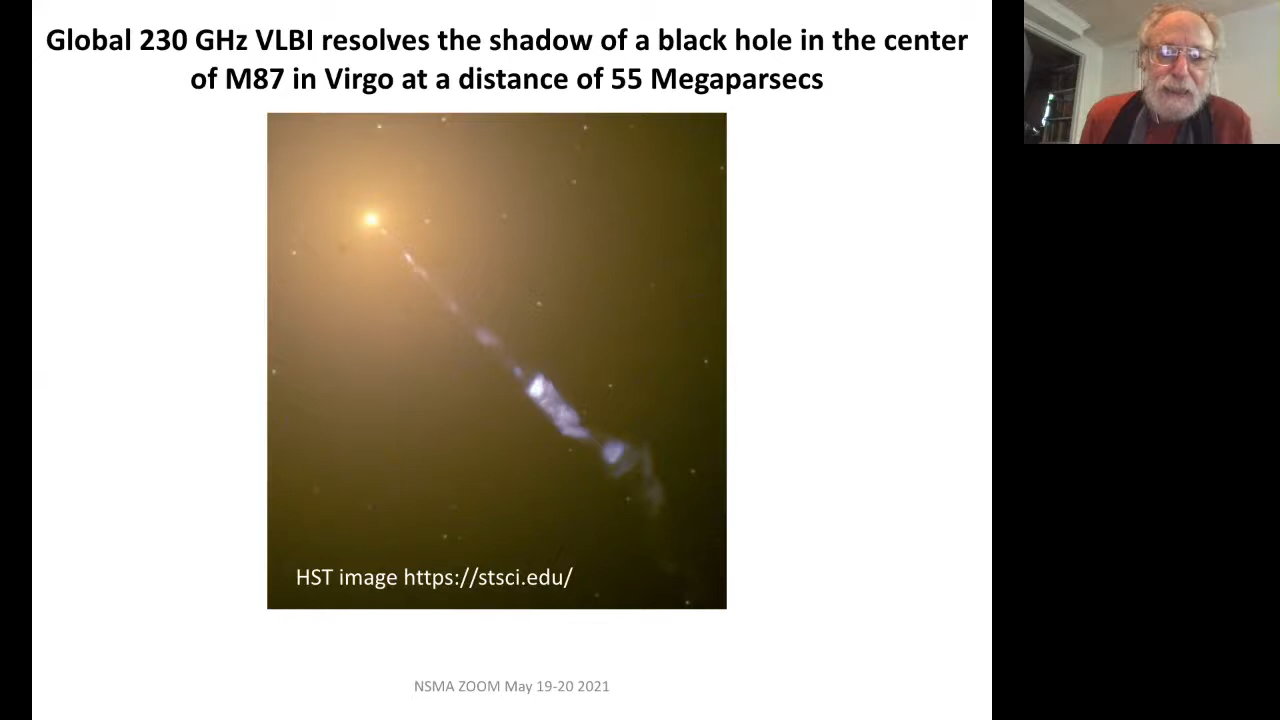 Global 230 GHz VLBI resolves the shadow of a black hole in the center
of M87 in Virgo at a distance of 55 Megaparsecs
HST image https://stsci.edu/
NSMA ZOOM May 19-20 2021